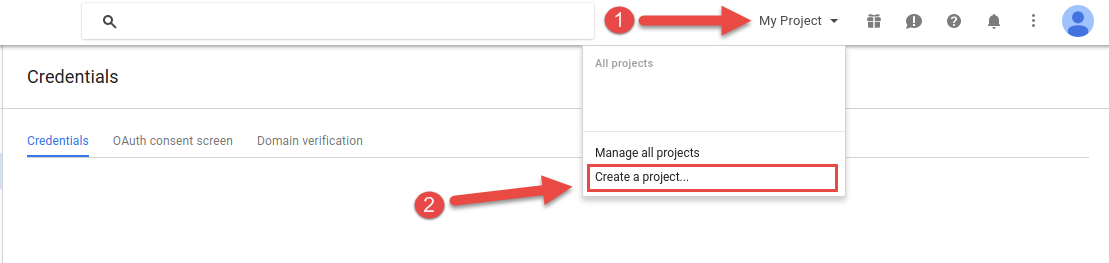 1
My Project
All projects
Credentials
Credentials OAuth consent screen Domain verification
Manage all projects
Create a project...
2